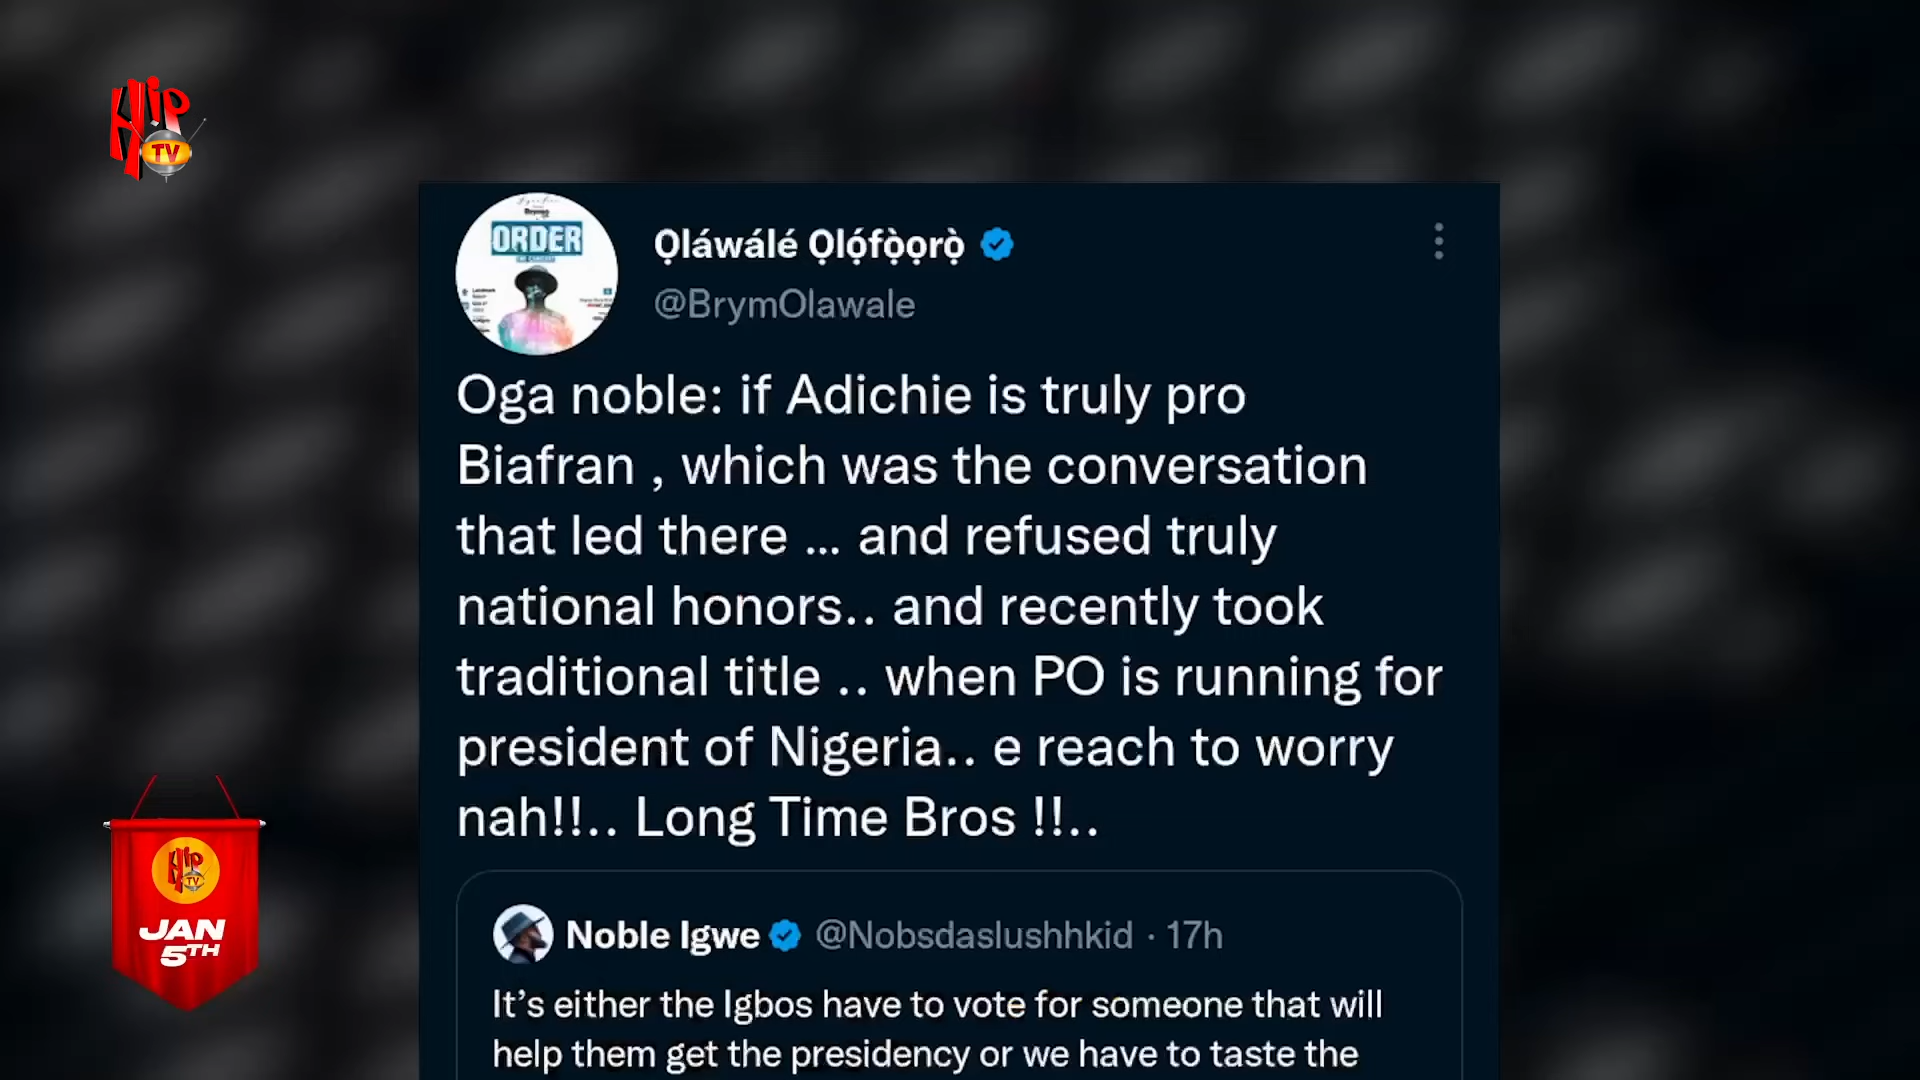 HiP
TV
ORDER
Ọláwálé Ọlọ́fọ̀ọrọ̀
@BrymOlawale
Oga noble: if Adichie is truly pro
Biafran , which was the conversation
that led there ... and refused truly
national honors.. and recently took
traditional title .. when PO is running for
president of Nigeria.. e reach to worry
nah!!.. Long Time Bros !!..
Noble Igwe @Nobsdaslushhkid · 17h
It’s either the Igbos have to vote for someone that will
help them get the presidency or we have to taste the
HiP
TV
JAN
5TH